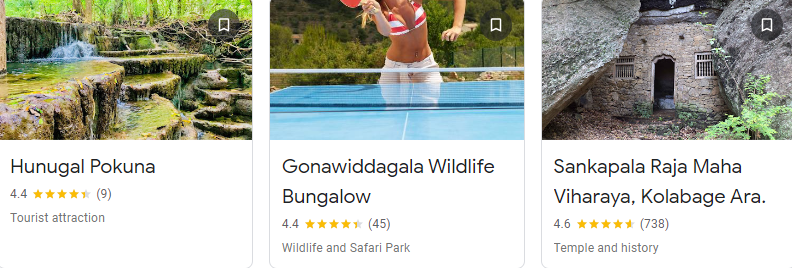 Hunugal Pokuna
4.4 (9)
Tourist attraction
Gonawiddagala Wildlife
Bungalow
4.4 (45)
Wildlife and Safari Park
Sankapala Raja Maha
Viharaya, Kolabage Ara.
4.6 (738)
Temple and history